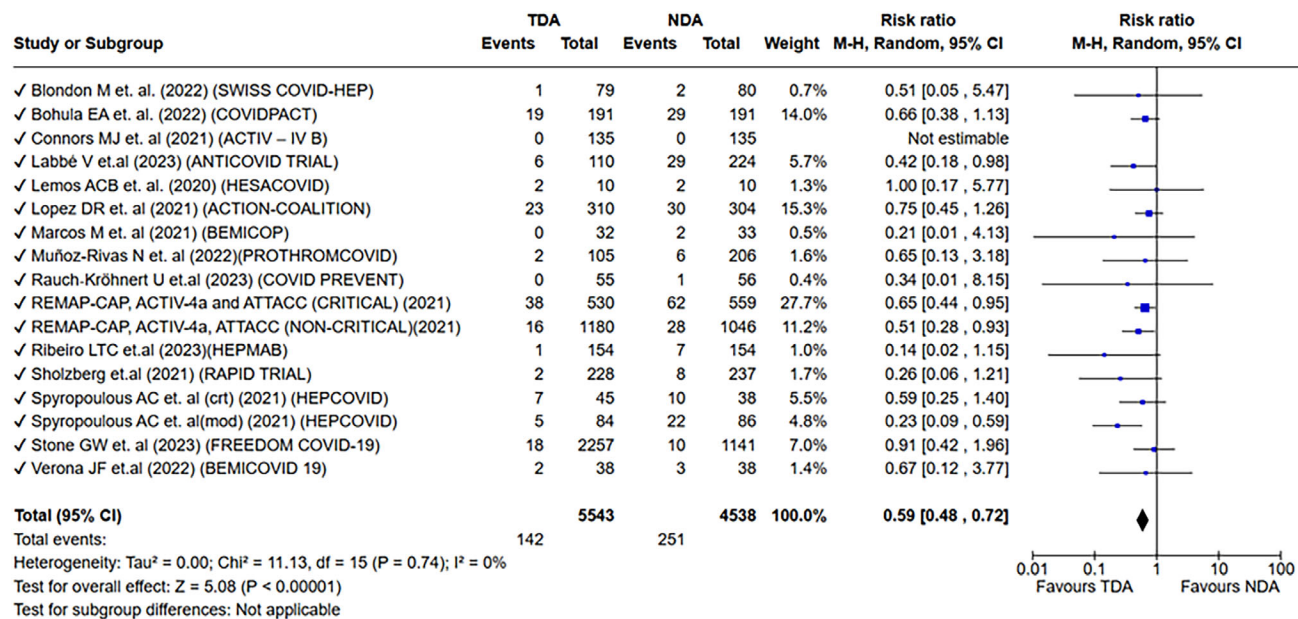 TDA NDA Risk ratio Risk ratio
Study or Subgroup Events Total Events Total Weight M-H, Random, 95% CI M-H, Random, 95% CI
✓ Blondon M et. al. (2022) (SWISS COVID-HEP) 1 79 2 80 0.7% 0.51 [0.05 , 5.47]
✓ Bohula EA et. al. (2022) (COVIDPACT) 19 191 29 191 14.0% 0.66 [0.38 , 1.13]
✓ Connors MJ et. al (2021) (ACTIV – IV B) 0 135 0 135 Not estimable
✓ Labbé V et.al (2023) (ANTICOVID TRIAL) 6 110 29 224 5.7% 0.42 [0.18 , 0.98]
✓ Lemos ACB et. al. (2020) (HESACOVID) 2 10 2 10 1.3% 1.00 [0.17 , 5.77]
✓ Lopez DR et. al (2021) (ACTION-COALITION) 23 310 30 304 15.3% 0.75 [0.45 , 1.26]
✓ Marcos M et. al (2021) (BEMICOP) 0 32 2 33 0.5% 0.21 [0.01 , 4.13]
✓ Muñoz-Rivas N et. al (2022)(PROTHROMCOVID) 2 105 6 206 1.8% 0.65 [0.13 , 3.18]
✓ Rauch-Kröhnert U et.al (2023) (COVID PREVENT) 0 55 1 56 0.4% 0.34 [0.01 , 8.15]
✓ REMAP-CAP, ACTIV-4a and ATTACC (CRITICAL) (2021) 38 530 62 559 27.7% 0.65 [0.44 , 0.95]
✓ REMAP-CAP, ACTIV-4a, ATTACC (NON-CRITICAL)(2021) 16 1180 28 1046 11.2% 0.51 [0.28 , 0.93]
✓ Ribeiro LTC et.al (2023)(HEPMAB) 1 154 7 154 1.0% 0.14 [0.02 , 1.15]
✓ Sholzberg et.al (2021) (RAPID TRIAL) 2 228 8 237 1.7% 0.26 [0.06 , 1.21]
✓ Spyropoulous AC et. al (crt) (2021) (HEPCOVID) 7 45 10 38 5.5% 0.59 [0.25 , 1.40]
✓ Spyropoulous AC et. al(mod) (2021) (HEPCOVID) 5 84 22 86 4.8% 0.23 [0.09 , 0.59]
✓ Stone GW et. al (2023) (FREEDOM COVID-19) 18 2257 10 1141 7.0% 0.91 [0.42 , 1.96]
✓ Verona JF et.al (2022) (BEMICOVID 19) 2 38 3 38 1.4% 0.67 [0.12 , 3.77]
Total (95% CI) 5543 4538 100.0% 0.59 [0.48 , 0.72]
Total events: 142 251
Heterogeneity: Tau² = 0.00; Chi² = 11.13, df = 15 (P = 0.74); I² = 0%
0.01 0.1 1 10 100
Test for overall effect: Z = 5.08 (P < 0.00001)
Favours TDA Favours NDA
Test for subgroup differences: Not applicable